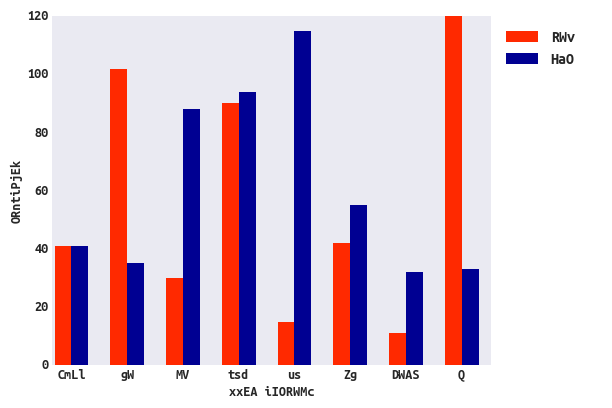 120
100
80
60
40
20
0
ORntiPjEk
CmLl gW MV tsd us Zg DWAS Q
xxEA iIORWMc
RWv
HaO